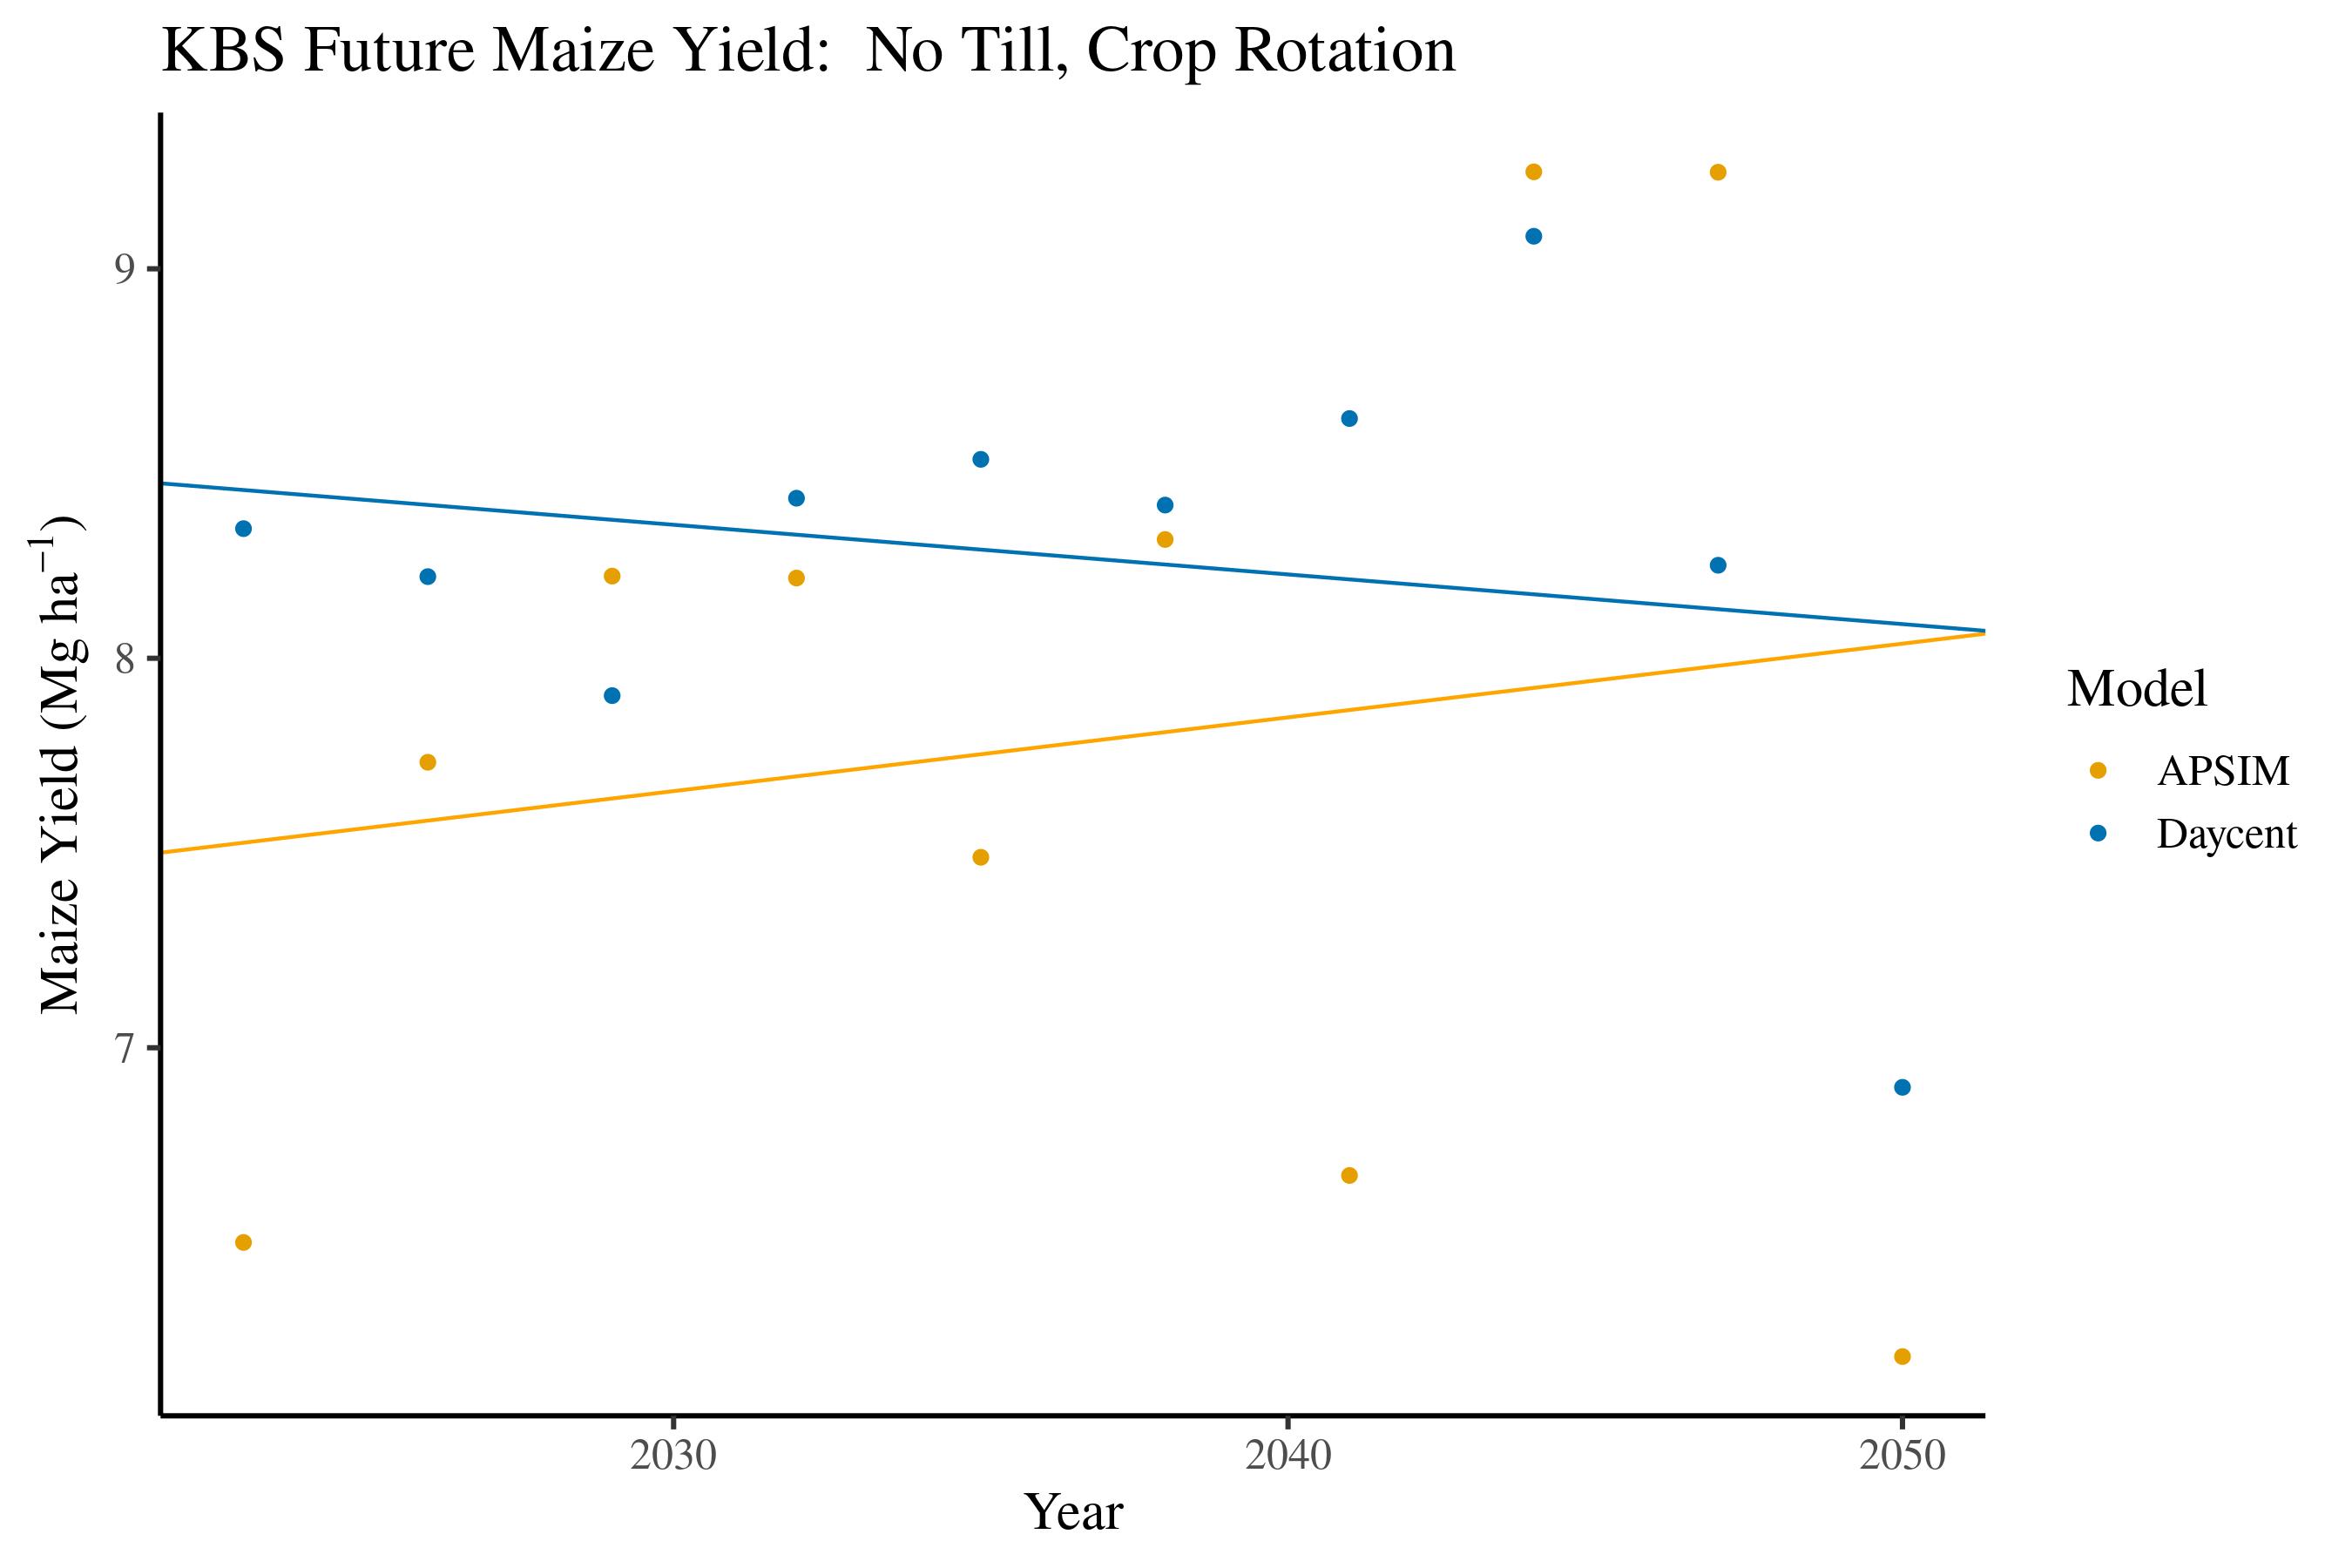 KBS Future Maize Yield:  No Till, Crop Rotation
Maize Yield (Mg ha⁻¹)
9
8
7
2030
2040
2050
Year
Model
APSIM
Daycent